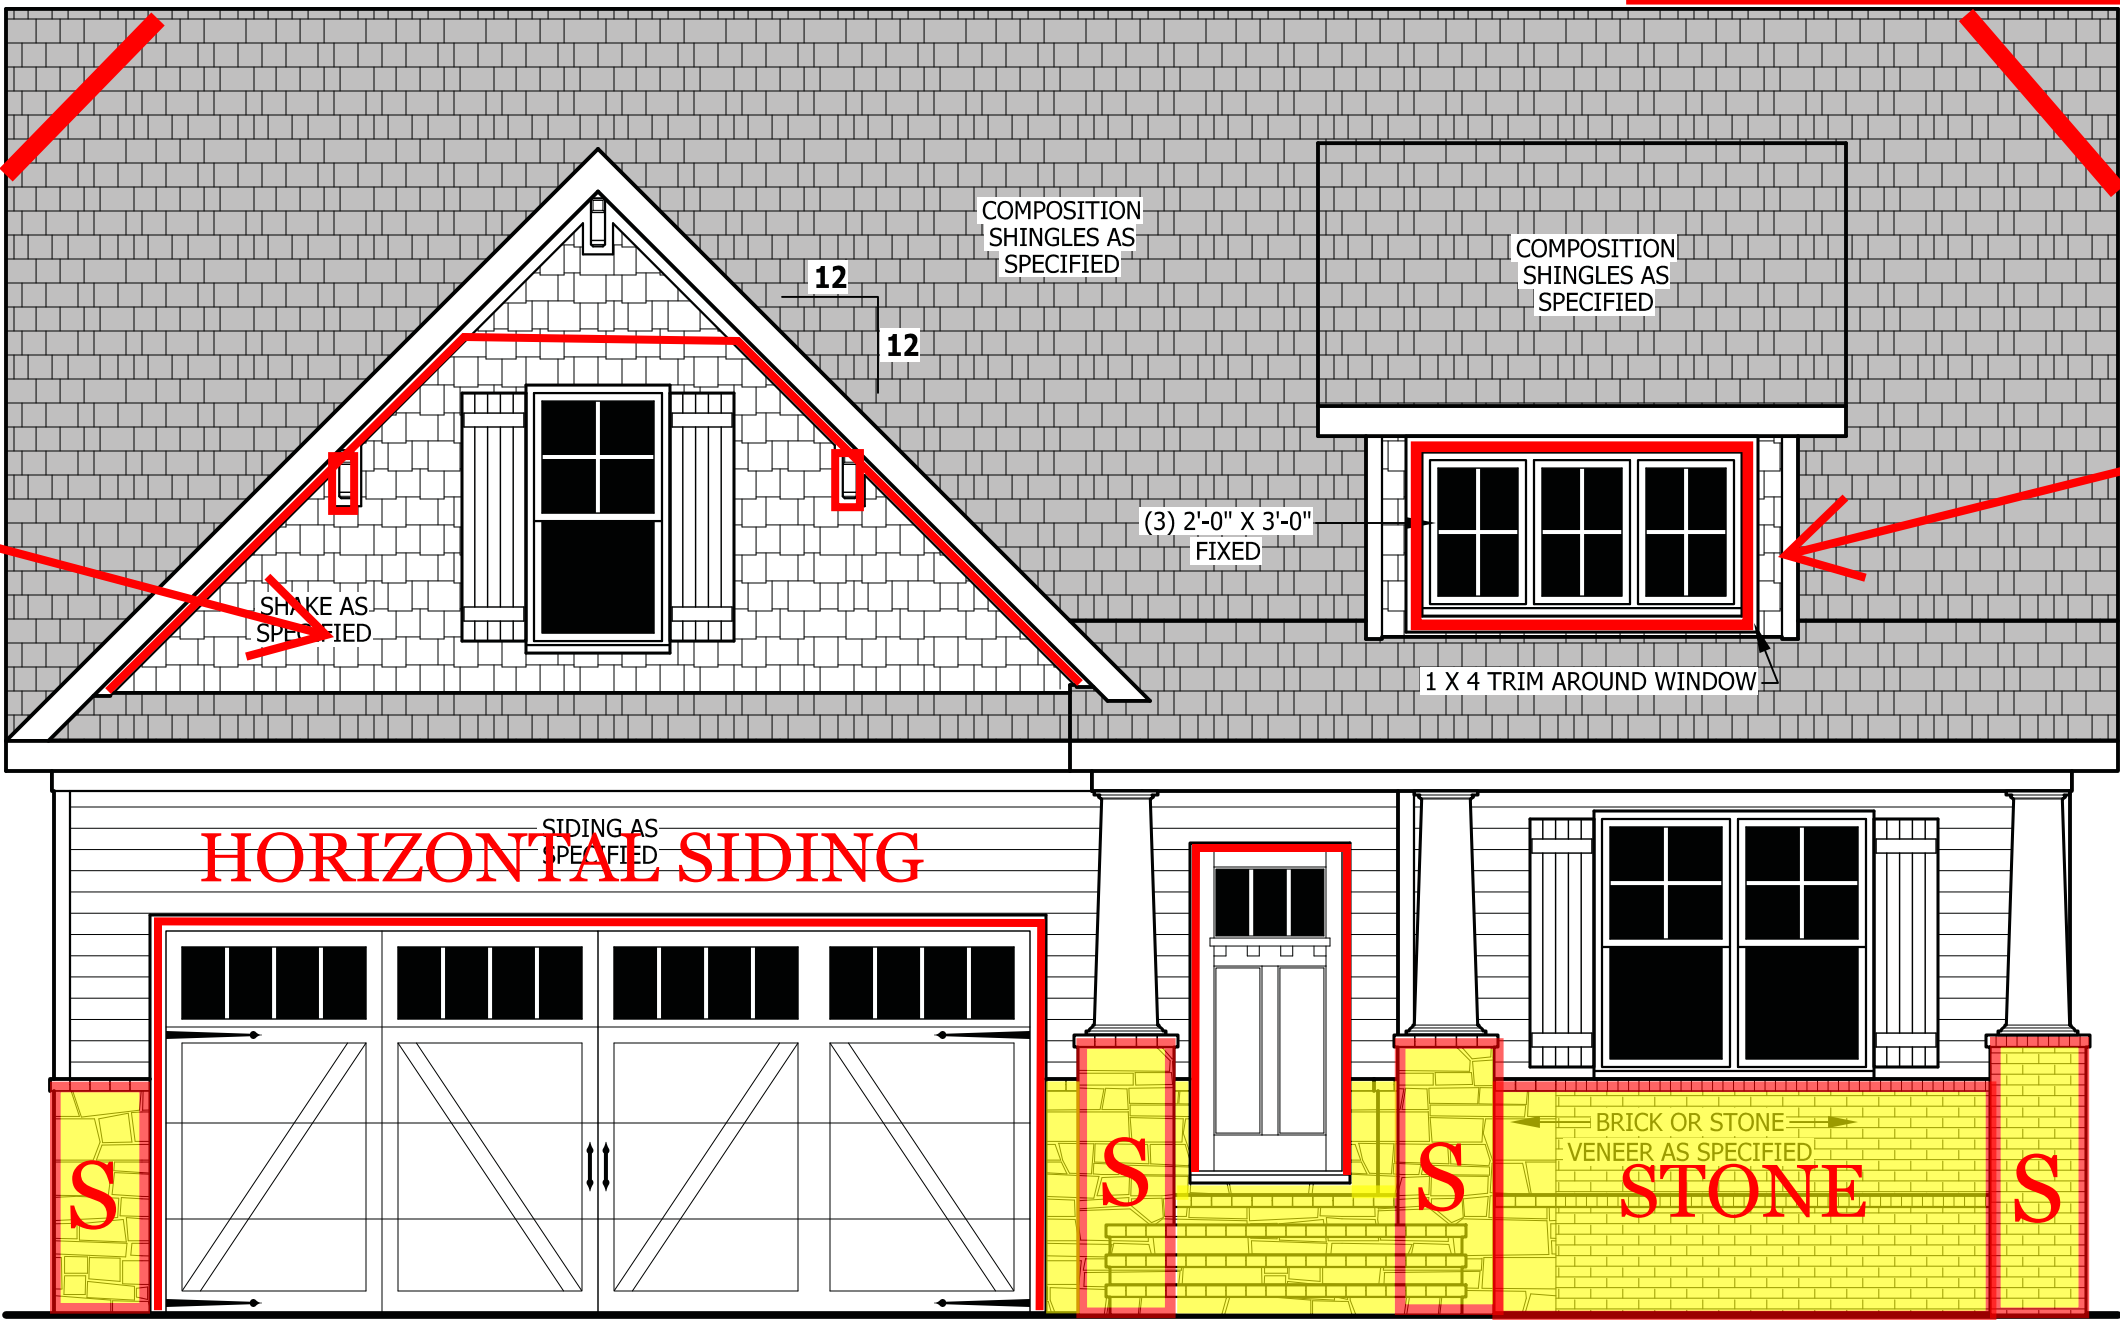 COMPOSITION
SHINGLES AS
SPECIFIED
COMPOSITION
SHINGLES AS
SPECIFIED
12
12
(3) 2'-0" X 3'-0"
FIXED
SHAKE AS
SPECIFIED
1 X 4 TRIM AROUND WINDOW
SIDING AS
SPECIFIED
HORIZONTAL SIDING
BRICK OR STONE
VENEER AS SPECIFIED
STONE
S
S
S
S